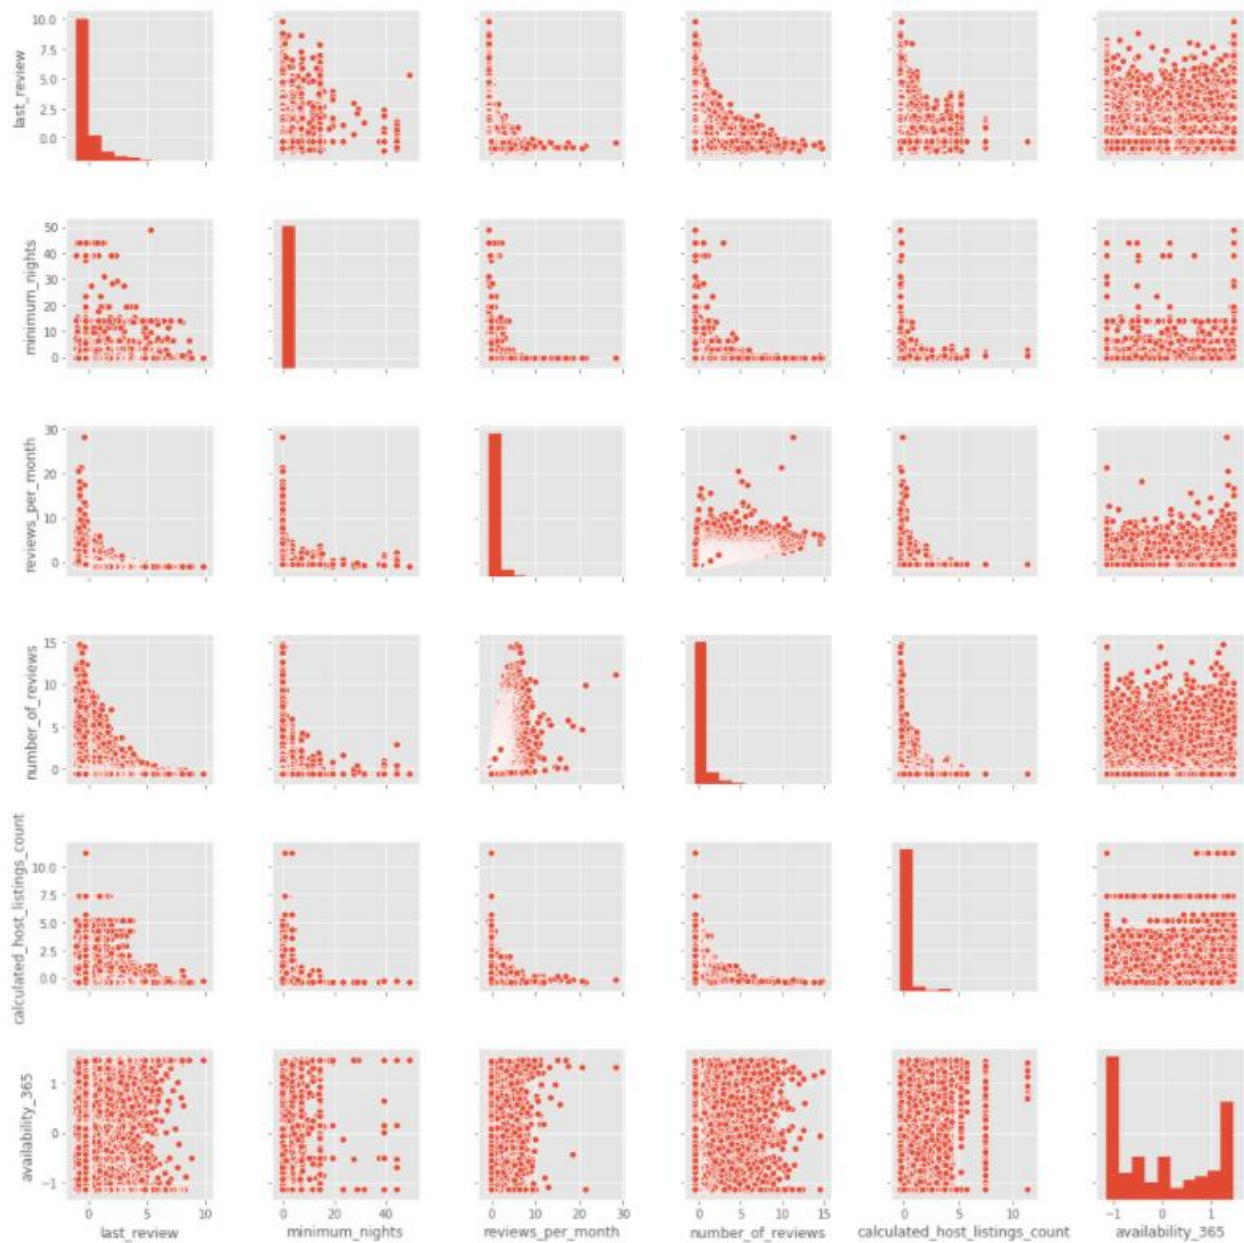 last_review
10.0
7.5
5.0
2.5
0.0
minimum_nights
50
40
30
20
10
0
reviews_per_month
30
20
10
0
number_of_reviews
15
10
5
0
calculated_host_listings_count
10.0
7.5
5.0
2.5
0.0
availability_365
1
0
−1
0 5 10
0 20 40
0 10 20 30
0 5 10 15
0 5 10
−1 0 1
last_review
minimum_nights
reviews_per_month
number_of_reviews
calculated_host_listings_count
availability_365